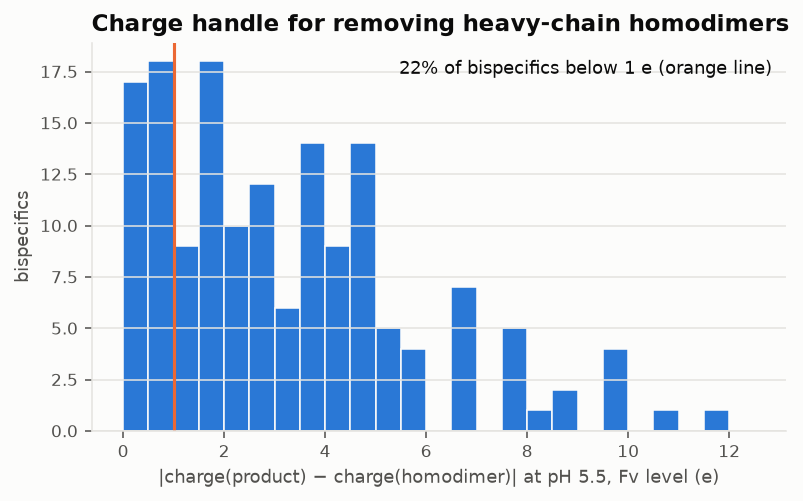 Charge handle for removing heavy-chain homodimers
22% of bispecifics below 1 e (orange line)
17.5
15.0
12.5
10.0
7.5
5.0
2.5
0.0
bispecifics
0 2 4 6 8 10 12
|charge(product) − charge(homodimer)| at pH 5.5, Fv level (e)